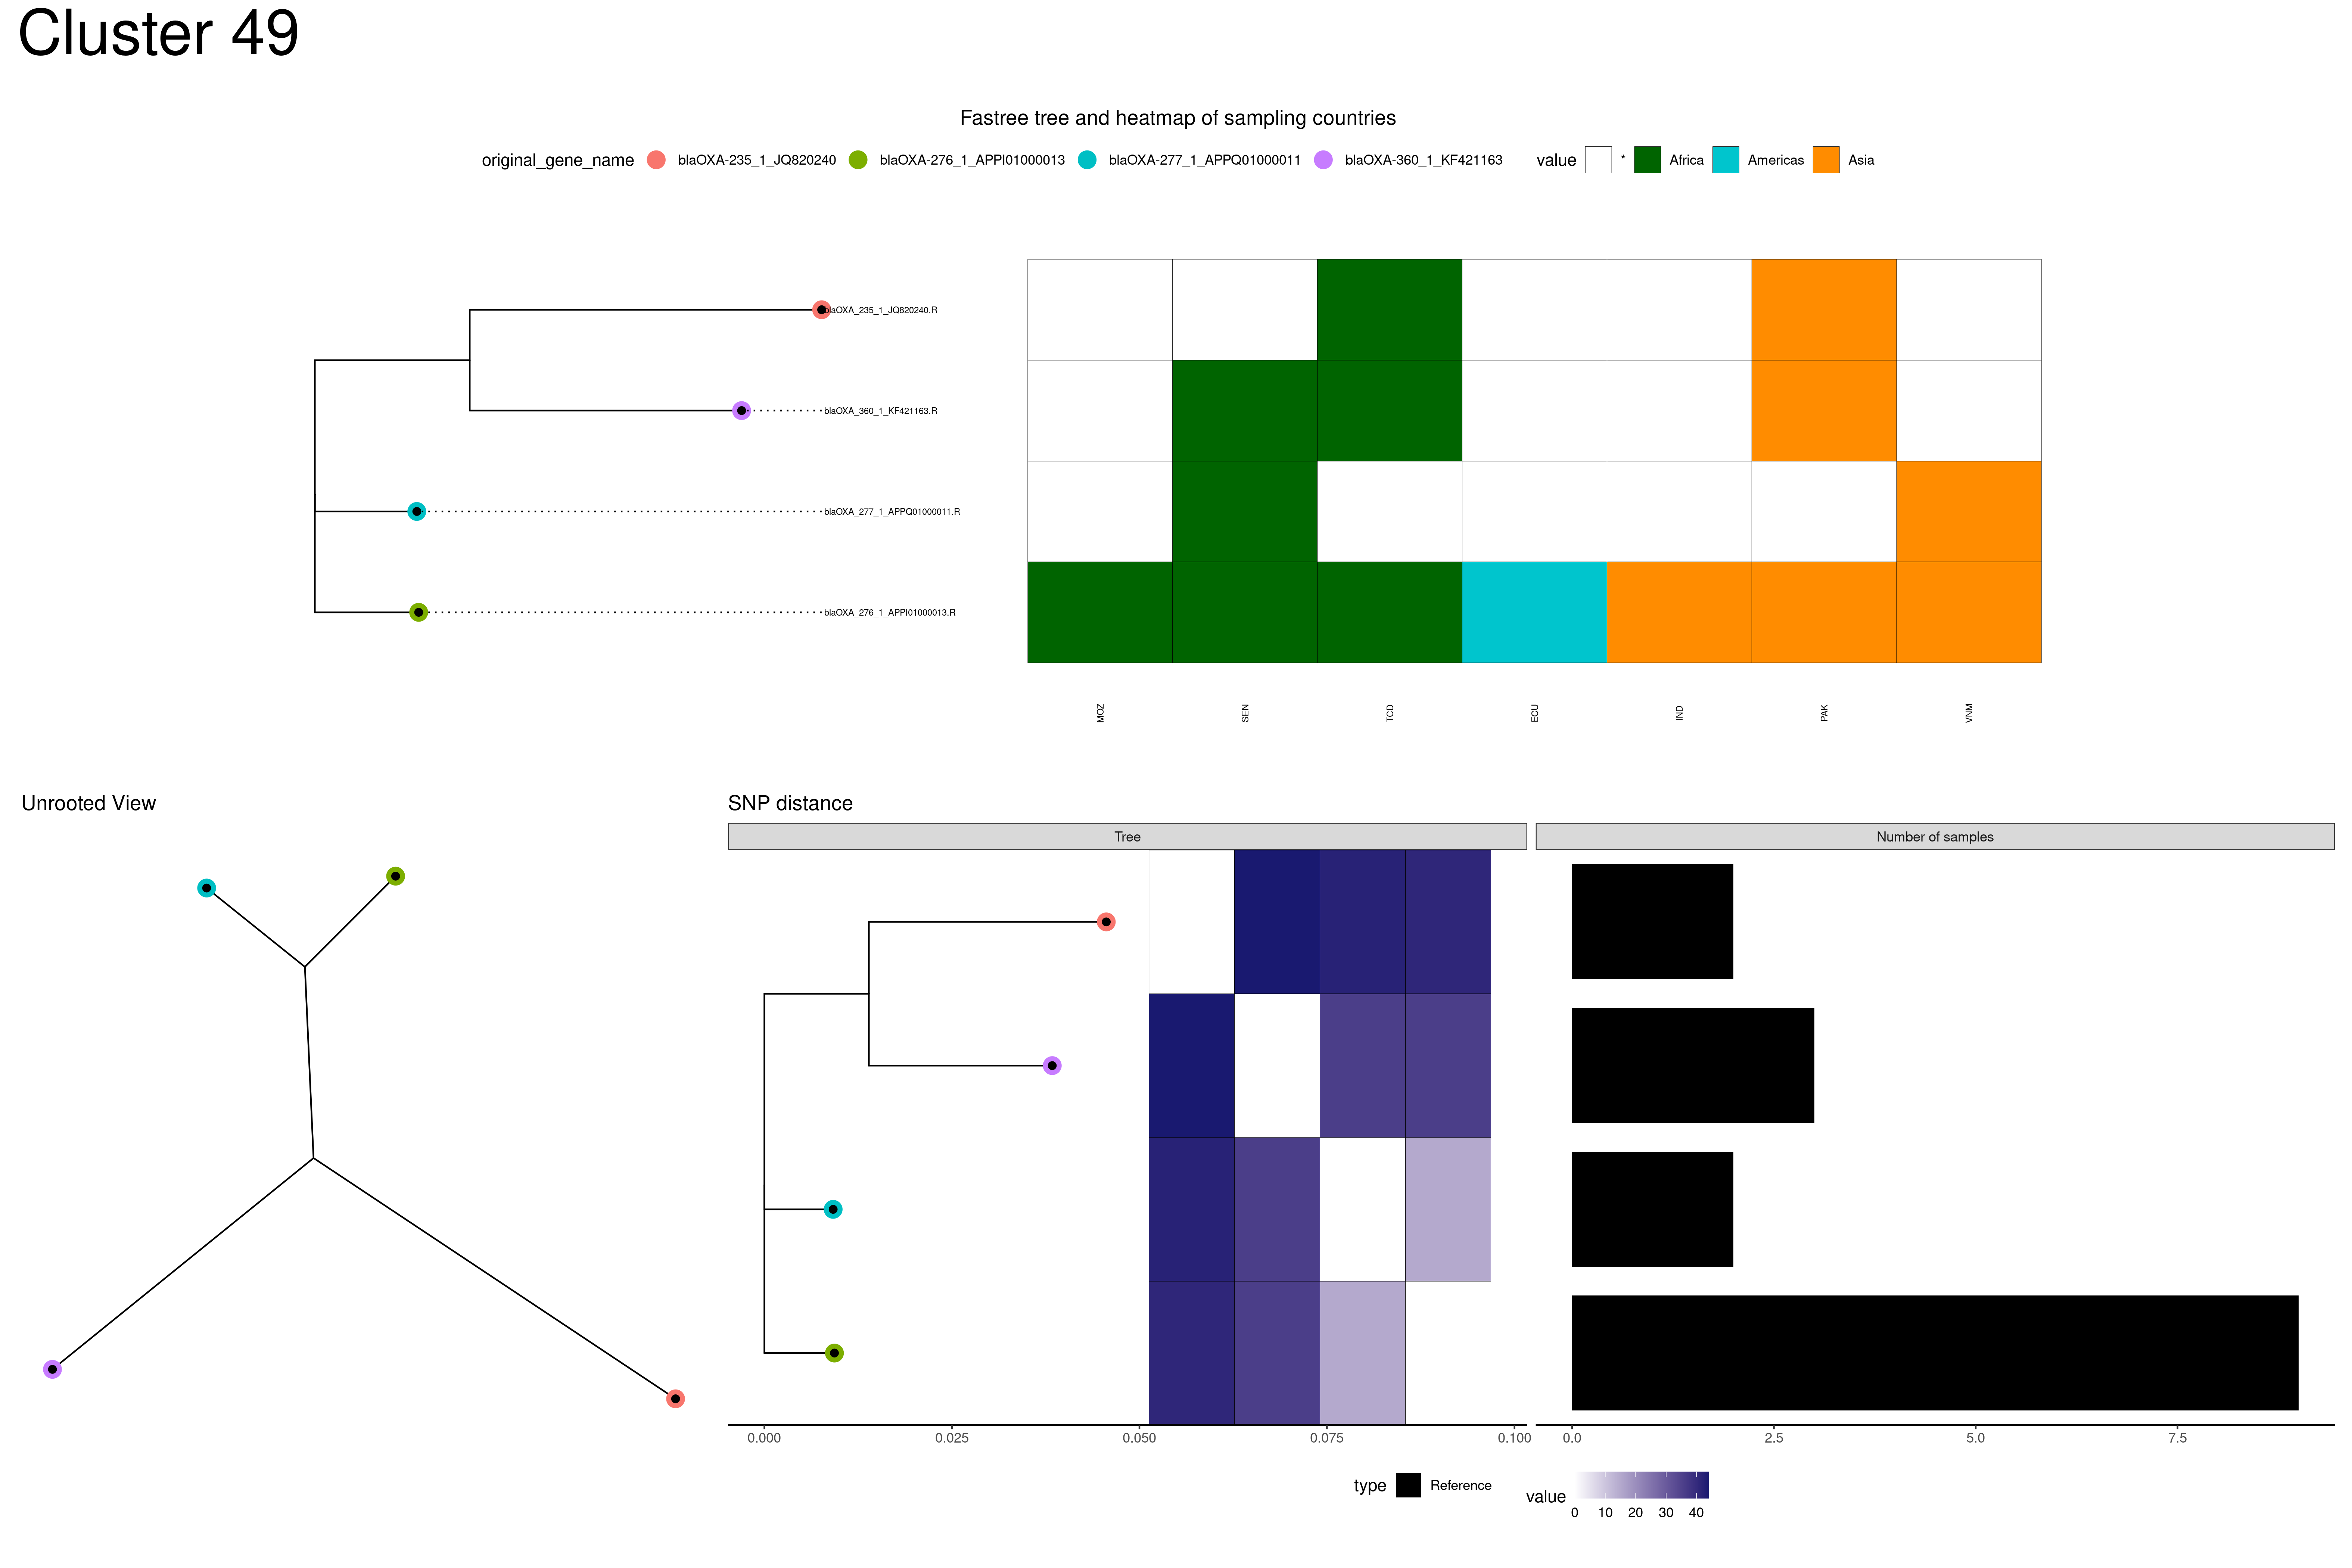 Cluster 49
Fastree tree and heatmap of sampling countries
original_gene_name blaOXA-235_1_JQ820240 blaOXA-276_1_APPI01000013 blaOXA-277_1_APPQ01000011 blaOXA-360_1_KF421163 value * Africa Americas Asia
blaOXA_235_1_JQ820240.R
blaOXA_360_1_KF421163.R
blaOXA_277_1_APPQ01000011.R
blaOXA_276_1_APPI01000013.R
MOZ SEN TCD ECU IND PAK VNM
Unrooted View
SNP distance
Tree
Number of samples
0.000 0.025 0.050 0.075 0.100
0.0 2.5 5.0 7.5
type Reference
value
0 10 20 30 40